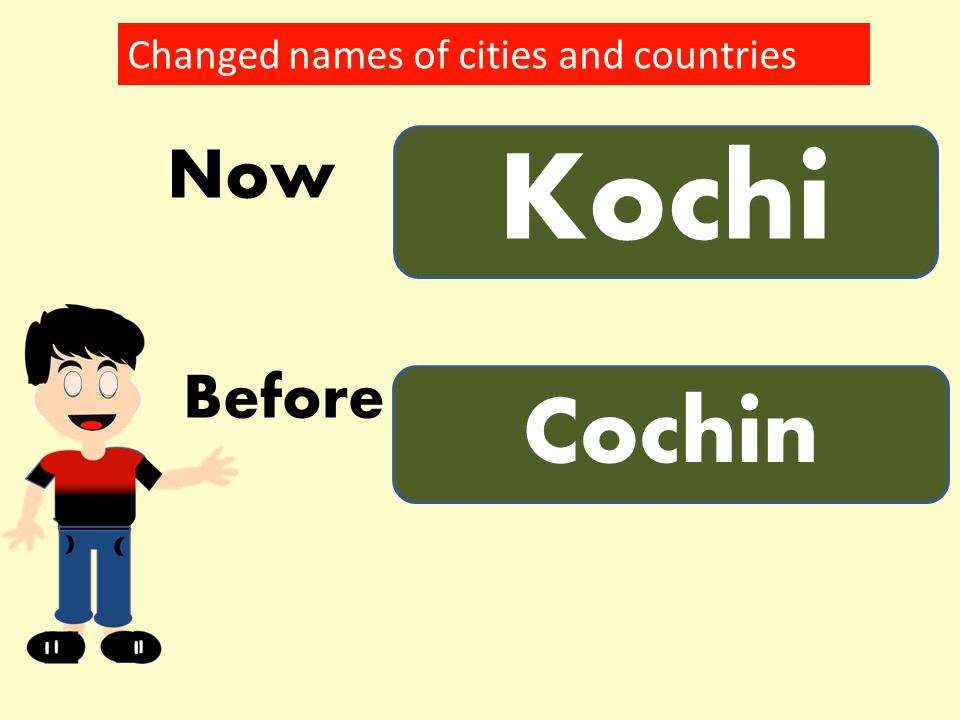 Changed names of cities and countries
Now
Kochi
Before
Cochin